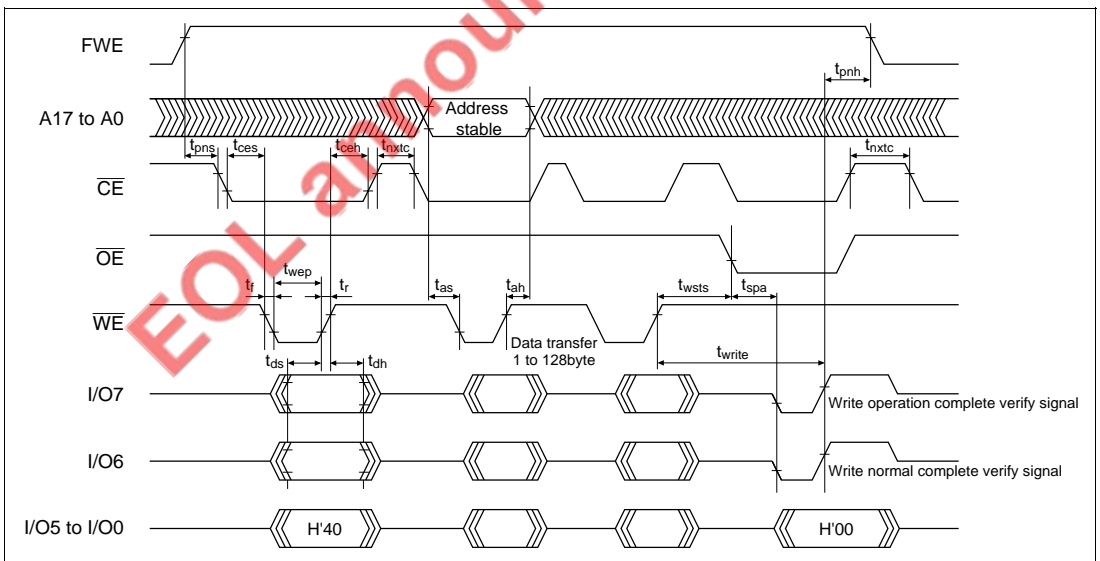 FWE
tpnh
A17 to A0
Address
stable
tpns
tces
tceh
tnxtc
tnxtc
CE
OE
twep
tf
tr
tas
tah
twsts
tspa
WE
Data transfer
1 to 128byte
twrite
tds
tdh
I/O7
Write operation complete verify signal
I/O6
Write normal complete verify signal
I/O5 to I/O0
H'40
H'00
EOL annou